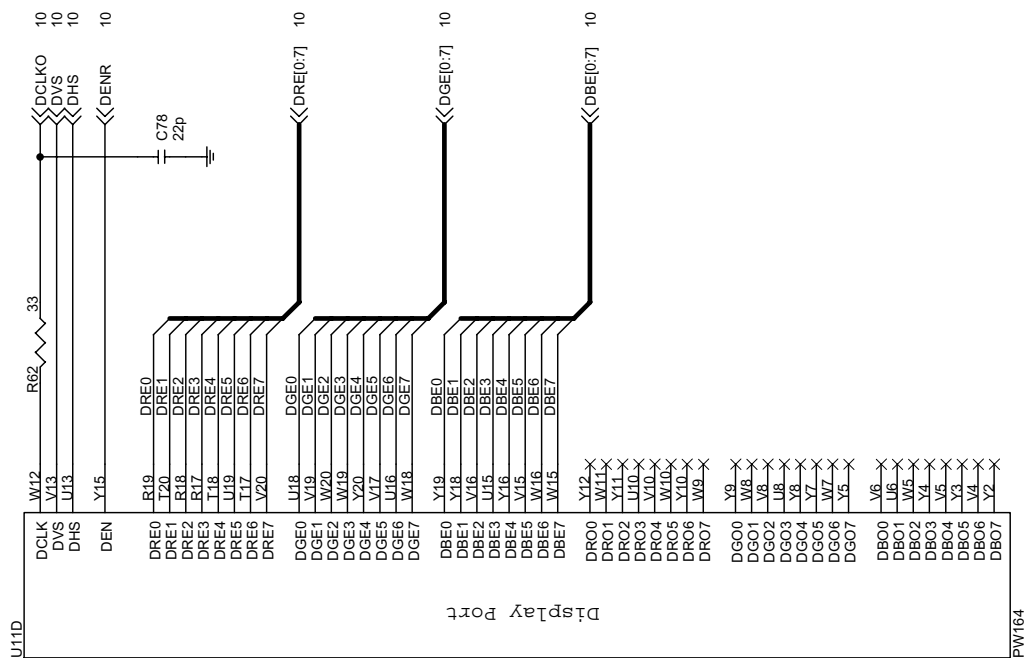 U11D
DCLK W12 R62 33 DCLKO 10
DVS V13 DVS 10
DHS U13 DHS 10
DEN Y15 DENR 10
C78
22p
DRE0 R19 DRE0
DRE1 T20 DRE1
DRE2 R18 DRE2
DRE3 R17 DRE3
DRE4 T18 DRE4
DRE5 U19 DRE5
DRE6 T17 DRE6
DRE7 V20 DRE7
DRE[0:7] 10
DGE0 U18 DGE0
DGE1 V19 DGE1
DGE2 W20 DGE2
DGE3 W19 DGE3
DGE4 Y20 DGE4
DGE5 V17 DGE5
DGE6 U16 DGE6
DGE7 W18 DGE7
DGE[0:7] 10
DBE0 Y19 DBE0
DBE1 Y18 DBE1
DBE2 V16 DBE2
DBE3 U15 DBE3
DBE4 Y16 DBE4
DBE5 V15 DBE5
DBE6 W16 DBE6
DBE7 W15 DBE7
DBE[0:7] 10
DRO0 Y12
DRO1 W11
DRO2 Y11
DRO3 U10
DRO4 V10
DRO5 W10
DRO6 Y10
DRO7 W9
DGO0 Y9
DGO1 W8
DGO2 V8
DGO3 U8
DGO4 Y8
DGO5 Y7
DGO6 W7
DGO7 Y5
DBO0 V6
DBO1 U6
DBO2 W5
DBO3 Y4
DBO4 V5
DBO5 Y3
DBO6 V4
DBO7 Y2
Display Port
PW164